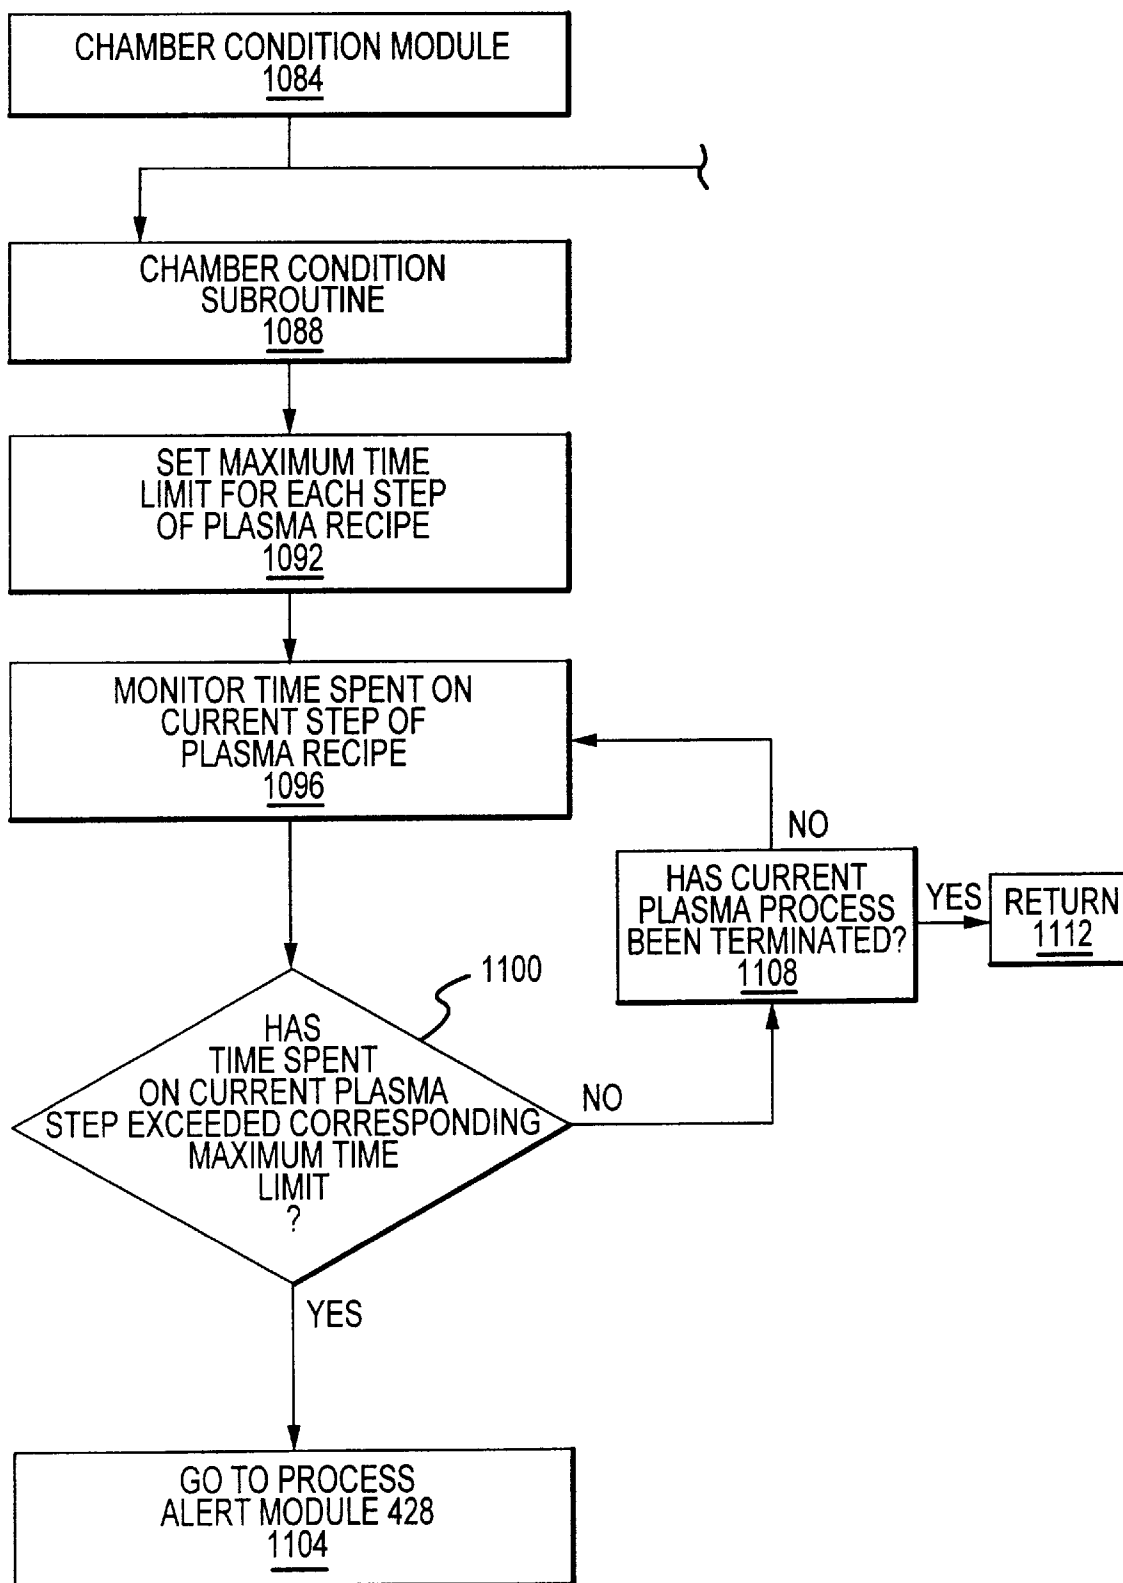 CHAMBER CONDITION MODULE
1084
CHAMBER CONDITION
SUBROUTINE
1088
SET MAXIMUM TIME
LIMIT FOR EACH STEP
OF PLASMA RECIPE
1092
MONITOR TIME SPENT ON
CURRENT STEP OF
PLASMA RECIPE
1096
NO
HAS CURRENT
PLASMA PROCESS
BEEN TERMINATED?
1108
YES
RETURN
1112
1100
HAS
TIME SPENT
ON CURRENT PLASMA
STEP EXCEEDED CORRESPONDING
MAXIMUM TIME
LIMIT
?
NO
YES
GO TO PROCESS
ALERT MODULE 428
1104